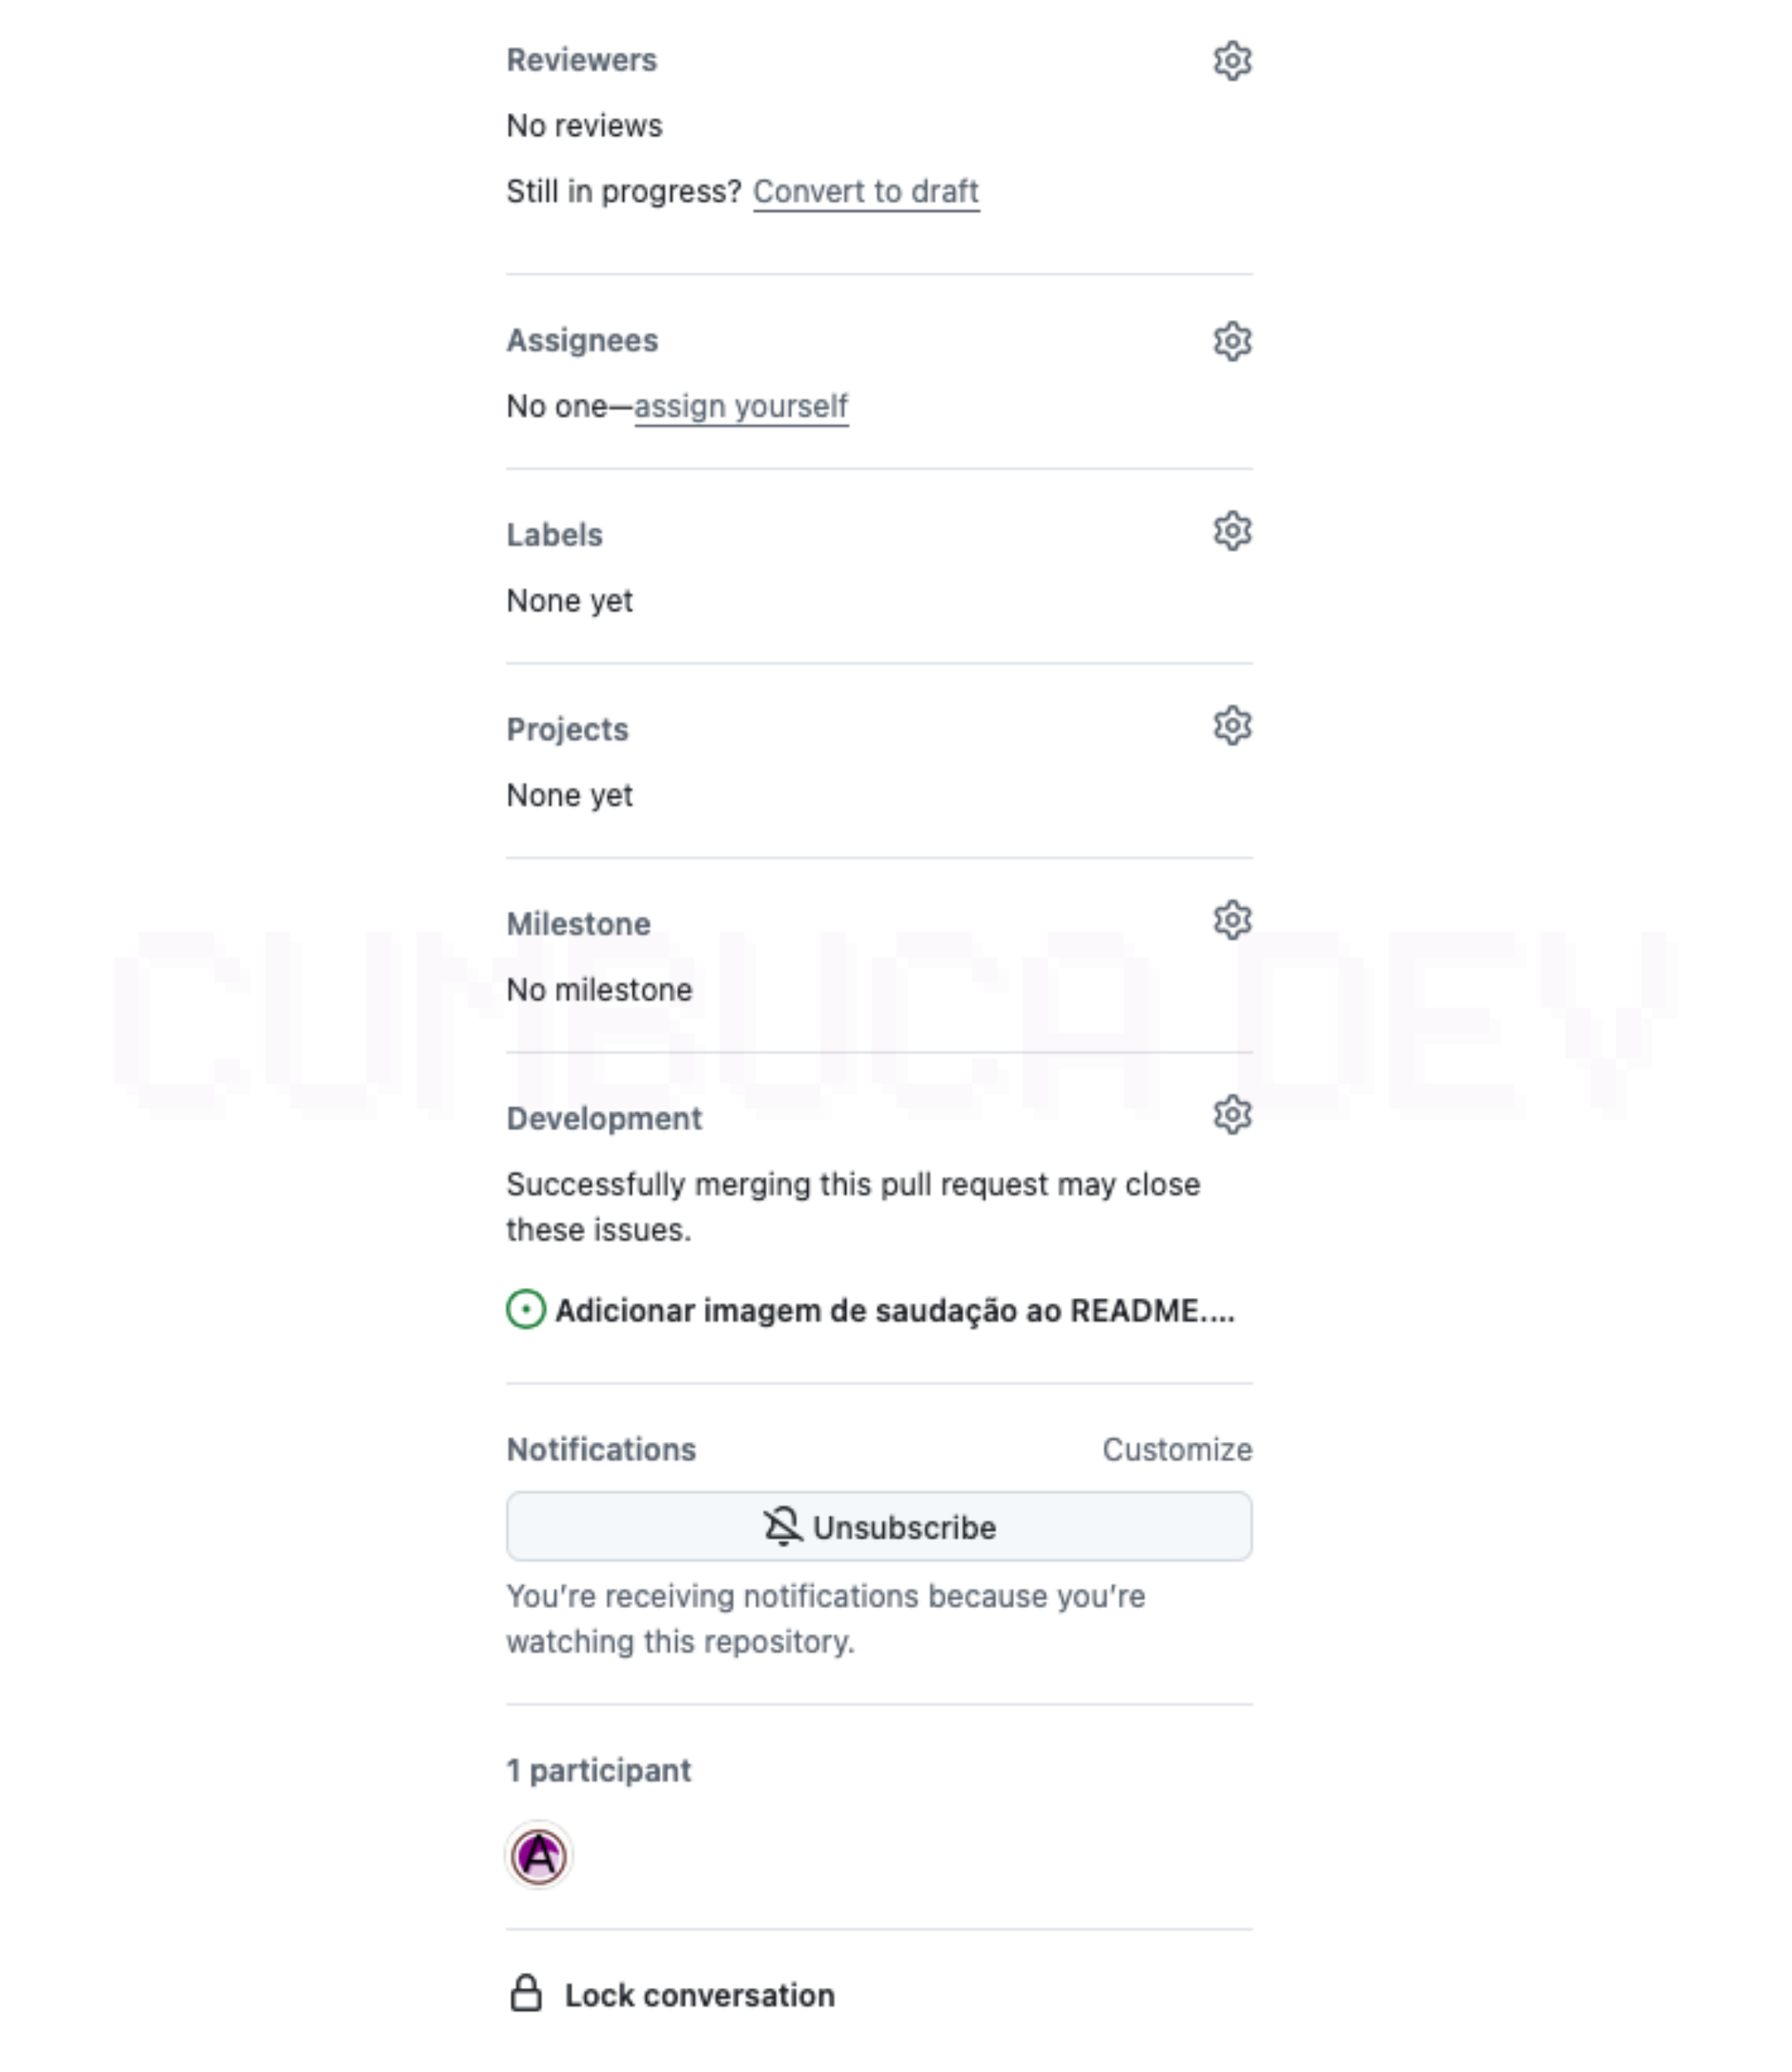 Reviewers
No reviews
Still in progress? Convert to draft
Assignees
No one—assign yourself
Labels
None yet
Projects
None yet
Milestone
No milestone
CUMBUCA DEV
Development
Successfully merging this pull request may close
these issues.
Adicionar imagem de saudação ao README....
Notifications Customize
Unsubscribe
You’re receiving notifications because you’re
watching this repository.
1 participant
A
Lock conversation